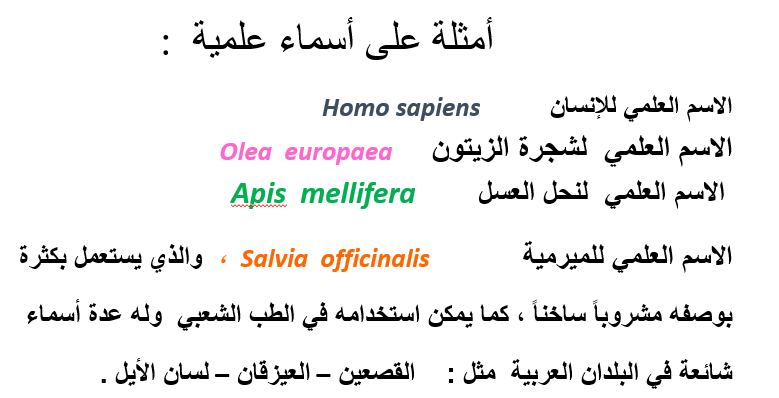 أمثلة على أسماء علمية :
الاسم العلمي للإنسان Homo sapiens
الاسم العلمي لشجرة الزيتون Olea europaea
الاسم العلمي لنحل العسل Apis mellifera
الاسم العلمي للميرمية Salvia officinalis ، والذي يستعمل بكثرة
بوصفه مشروباً ساخناً ، كما يمكن استخدامه في الطب الشعبي وله عدة أسماء
شائعة في البلدان العربية مثل : القصعين – العيزقان – لسان الأيل .